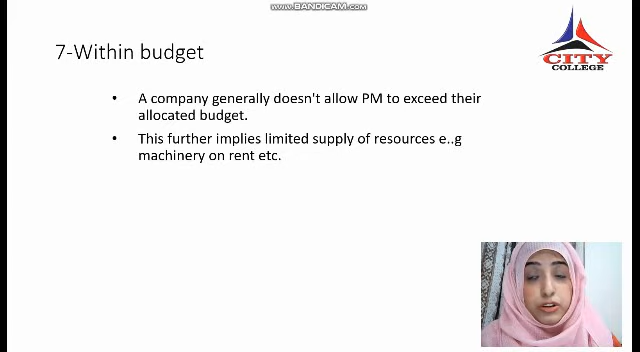 www.BANDICAM.com
7-Within budget
CITY
COLLEGE
• A company generally doesn't allow PM to exceed their
allocated budget.
• This further implies limited supply of resources e..g
machinery on rent etc.